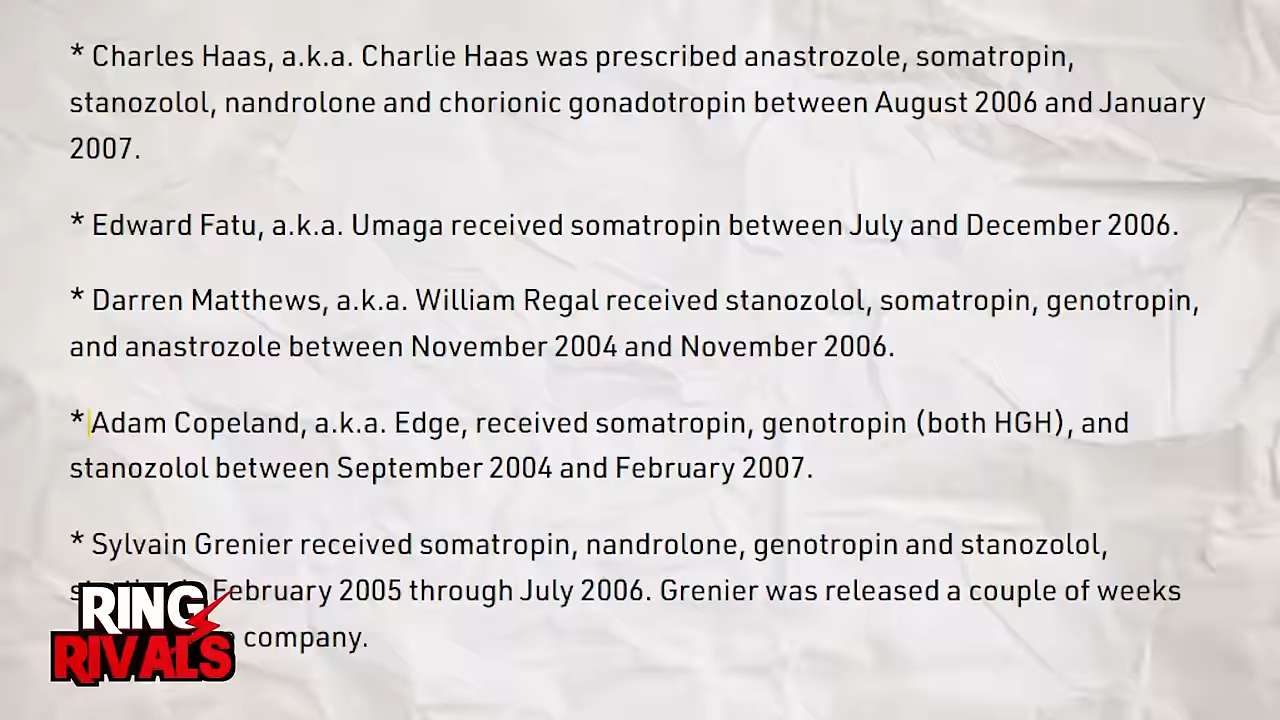 * Charles Haas, a.k.a. Charlie Haas was prescribed anastrozole, somatropin,
stanozolol, nandrolone and chorionic gonadotropin between August 2006 and January
2007.
* Edward Fatu, a.k.a. Umaga received somatropin between July and December 2006.
* Darren Matthews, a.k.a. William Regal received stanozolol, somatropin, genotropin,
and anastrozole between November 2004 and November 2006.
* Adam Copeland, a.k.a. Edge, received somatropin, genotropin (both HGH), and
stanozolol between September 2004 and February 2007.
* Sylvain Grenier received somatropin, nandrolone, genotropin and stanozolol,
February 2005 through July 2006. Grenier was released a couple of weeks
company.
RING
RIVALS